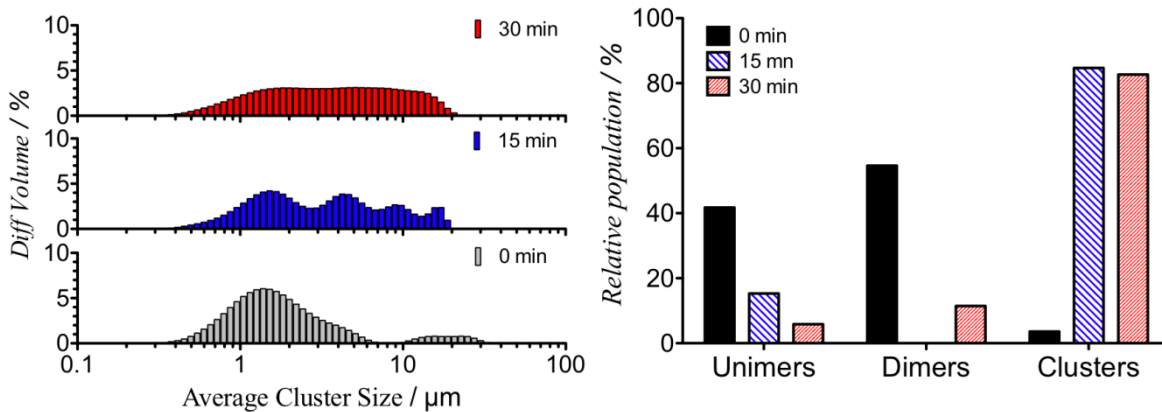 10
5
0
30 min
10
5
0
15 min
10
5
0
0 min
0.1
1
10
100
Diff Volume / %
Average Cluster Size / µm
100
80
60
40
20
0
Relative population / %
0 min
15 mn
30 min
Unimers
Dimers
Clusters